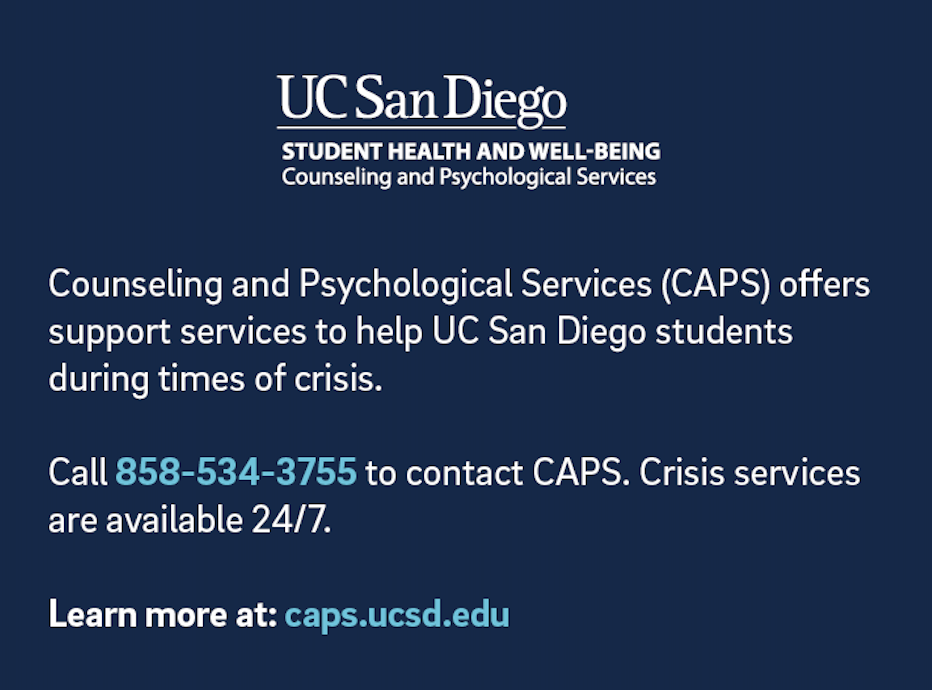 UC San Diego
STUDENT HEALTH AND WELL-BEING
Counseling and Psychological Services
Counseling and Psychological Services (CAPS) offers
support services to help UC San Diego students
during times of crisis.
Call 858-534-3755 to contact CAPS. Crisis services
are available 24/7.
Learn more at: caps.ucsd.edu